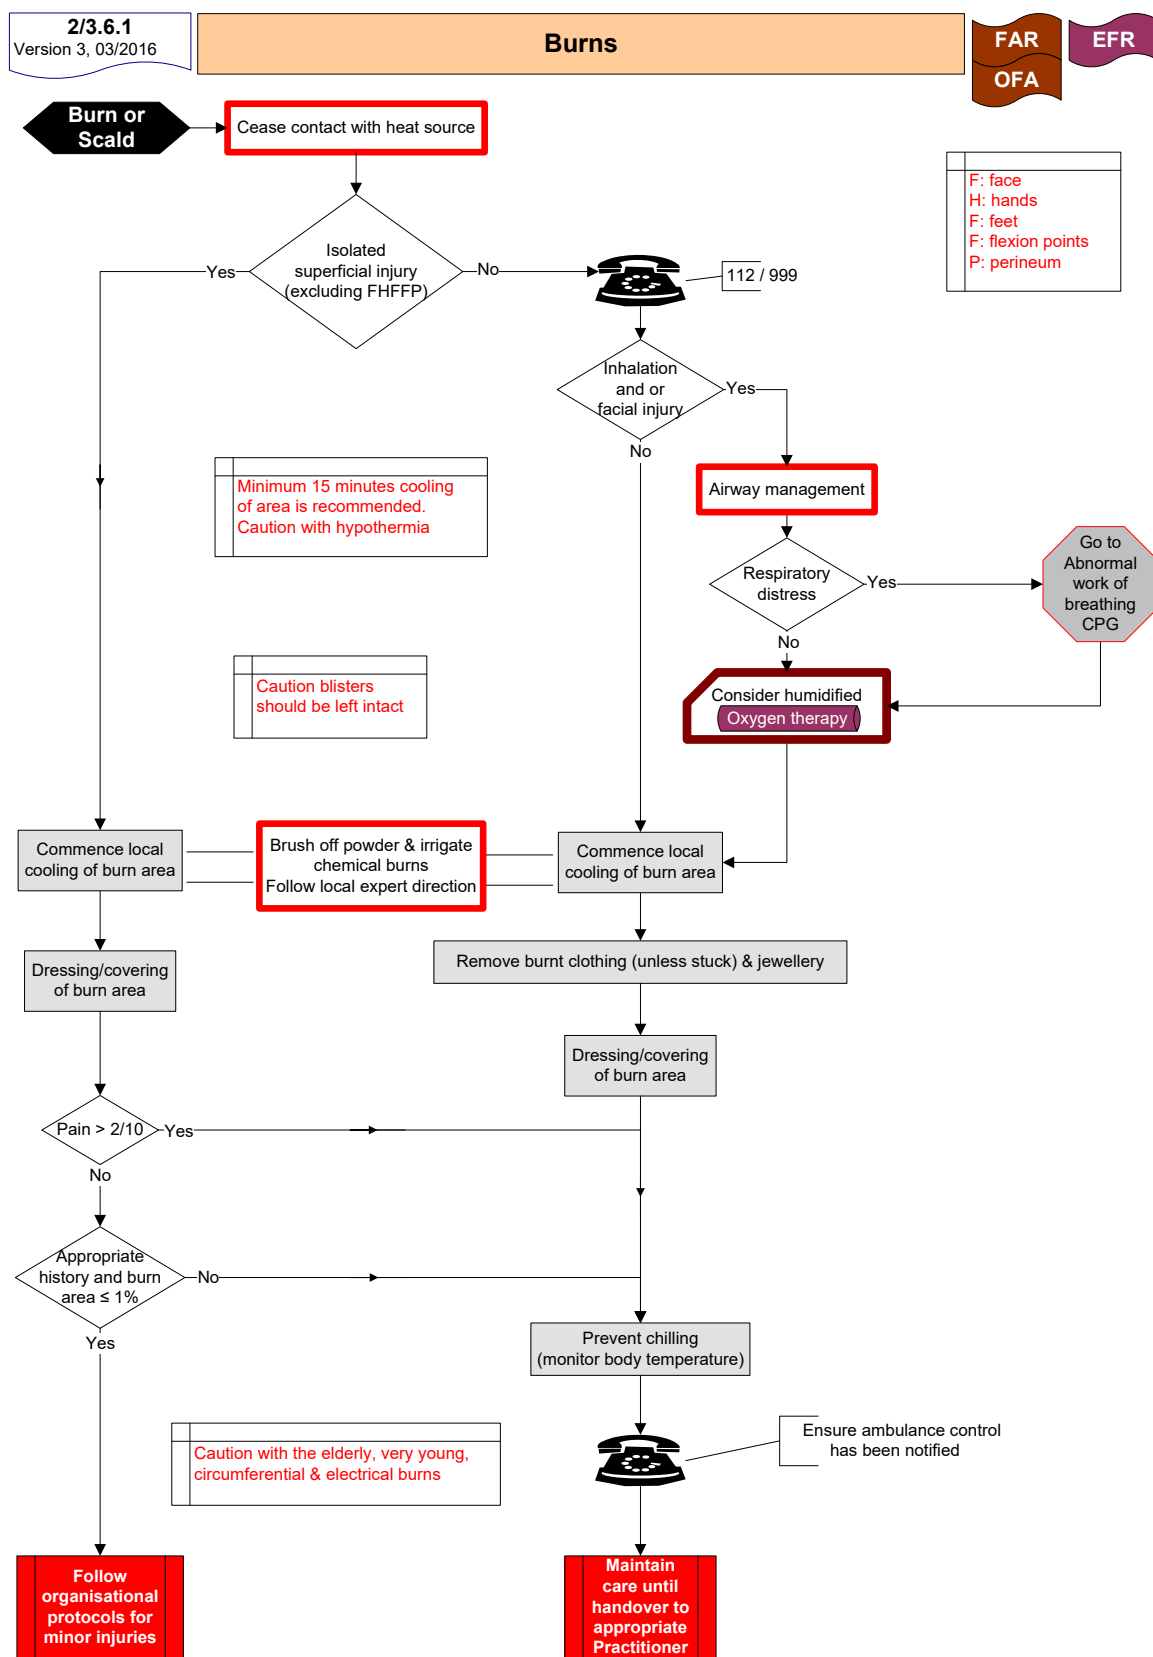 2/3.6.1
Version 3, 03/2016
Burns
FAR
EFR
OFA
Burn or
Scald
Cease contact with heat source
F: face
H: hands
F: feet
F: flexion points
P: perineum
Isolated
superficial injury
(excluding FHFFP)
Yes
No
112 / 999
Inhalation
and or
facial injury
Yes
No
Minimum 15 minutes cooling
of area is recommended.
Caution with hypothermia
Airway management
Respiratory
distress
Yes
No
Go to
Abnormal
work of
breathing
CPG
Caution blisters
should be left intact
Consider humidified
Oxygen therapy
Commence local
cooling of burn area
Brush off powder & irrigate
chemical burns
Follow local expert direction
Commence local
cooling of burn area
Remove burnt clothing (unless stuck) & jewellery
Dressing/covering
of burn area
Dressing/covering
of burn area
Pain > 2/10
Yes
No
Appropriate
history and burn
area ≤ 1%
No
Yes
Prevent chilling
(monitor body temperature)
Caution with the elderly, very young,
circumferential & electrical burns
Ensure ambulance control
has been notified
Follow
organisational
protocols for
minor injuries
Maintain
care until
handover to
appropriate
Practitioner